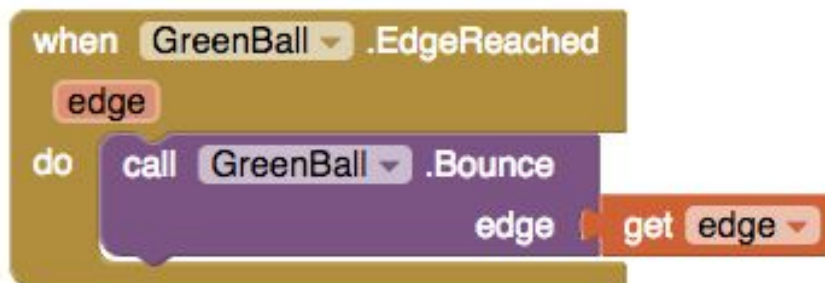 when GreenBall .EdgeReached
edge
do call GreenBall .Bounce
edge get edge